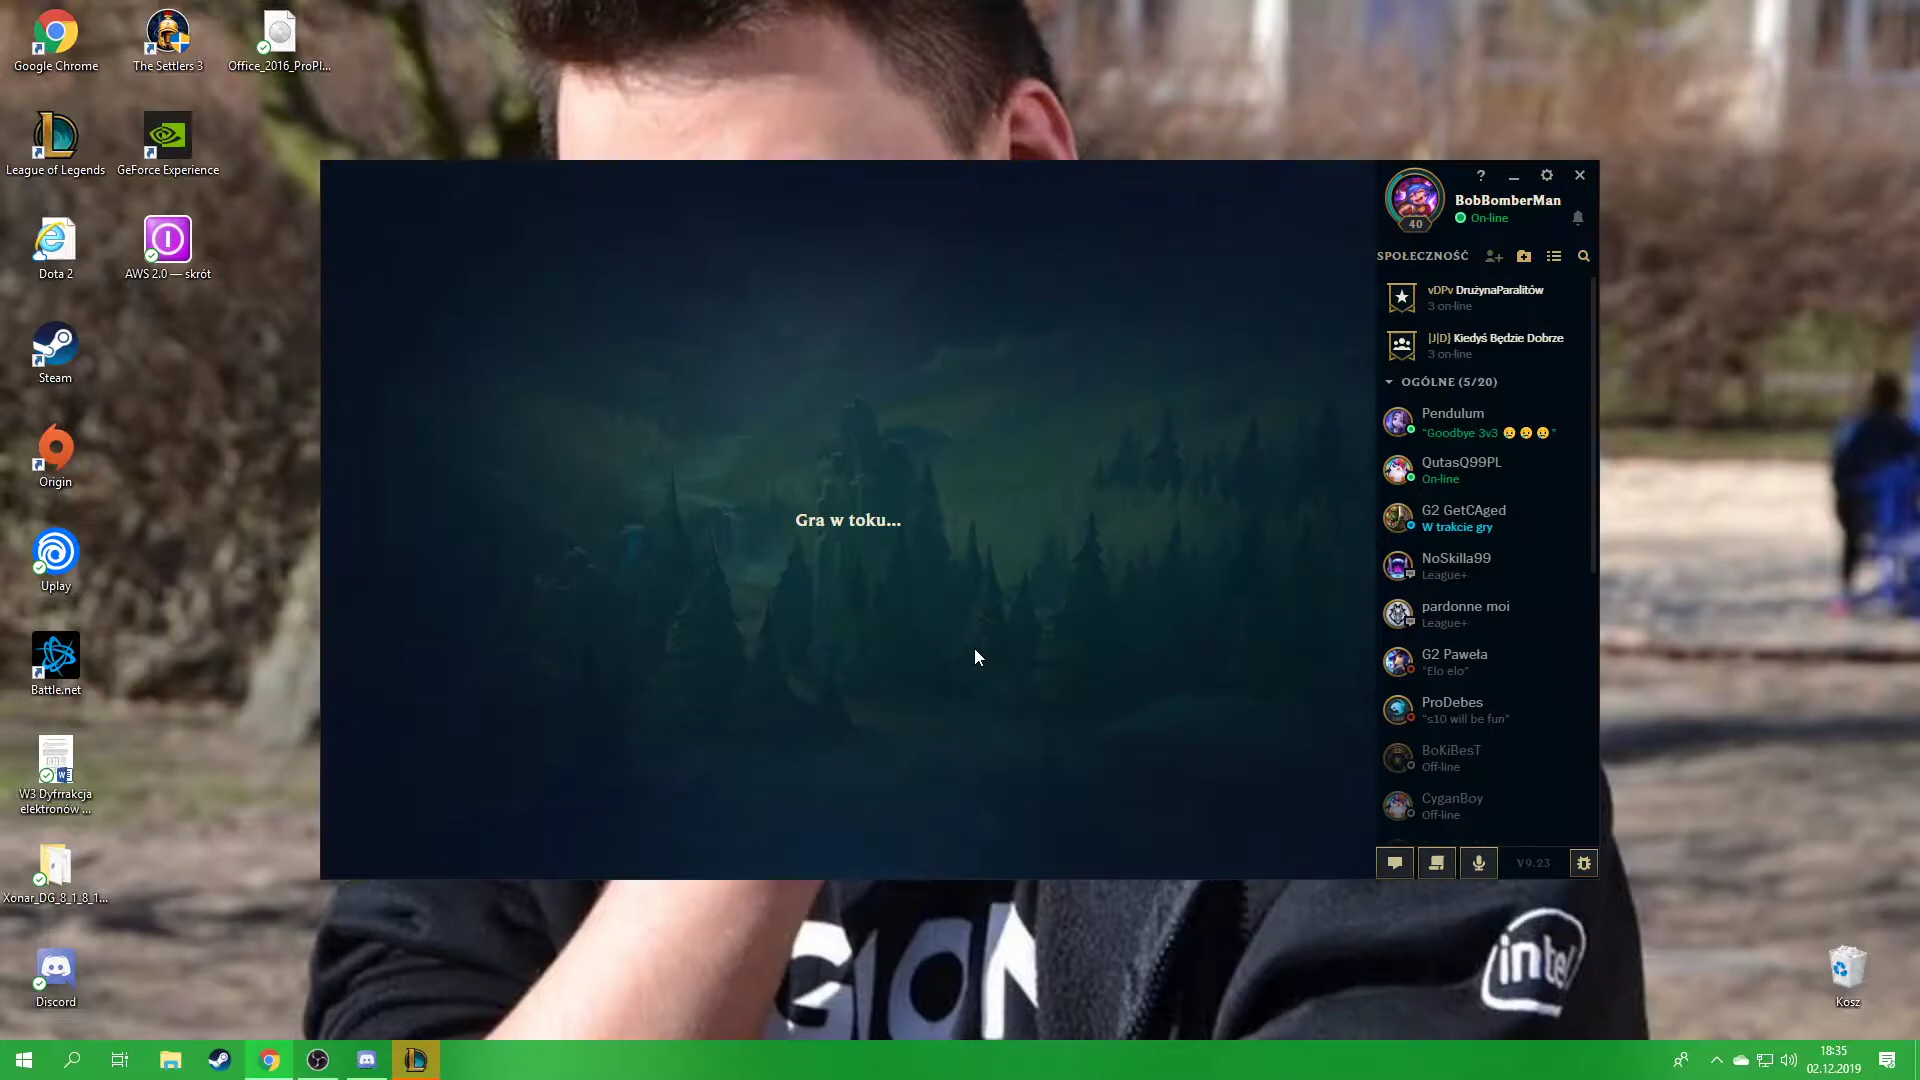 Google Chrome
The Settlers 3
Office_2016_ProPl...
League of Legends
GeForce Experience
Dota 2
AWS 2.0 — skrót
Steam
Origin
Uplay
Battle.net
W3 Dyfrrakcja
elektronów ...
Xonar_DG_8_1_8_1...
Discord
Kosz
Gra w toku...
BobBomberMan
40
On-line
SPOŁECZNOŚĆ
vDPv DrużynaParalitów
3 on-line
|J|D} Kiedyś Będzie Dobrze
3 on-line
OGÓLNE (5/20)
Pendulum
“Goodbye 3v3 😥 😥 😥”
QutasQ99PL
On-line
G2 GetCAged
W trakcie gry
NoSkilla99
League+
pardonne moi
League+
G2 Paweła
“Elo elo”
ProDebes
“s10 will be fun”
BoKiBesT
Off-line
CyganBoy
Off-line
V9.23
GION
intel
18:35
02.12.2019